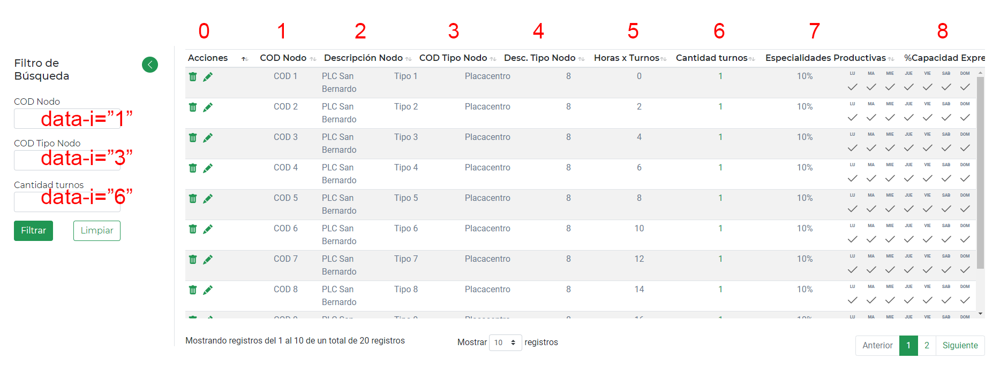 0 1 2 3 4 5 6 7 8
Filtro de
Búsqueda
COD Nodo
data-i=”1”
COD Tipo Nodo
data-i=”3”
Cantidad turnos
data-i=”6”
Filtrar Limpiar
Acciones COD Nodo Descripción Nodo COD Tipo Nodo Desc. Tipo Nodo Horas x Turnos Cantidad turnos Especialidades Productivas %Capacidad Expre
LU MA MIE JUE VIE SAB DOM
COD 1 PLC San Tipo 1 Placacentro 8 0 1 10%
Bernardo
LU MA MIE JUE VIE SAB DOM
COD 2 PLC San Tipo 2 Placacentro 8 2 1 10%
Bernardo
LU MA MIE JUE VIE SAB DOM
COD 3 PLC San Tipo 3 Placacentro 8 4 1 10%
Bernardo
LU MA MIE JUE VIE SAB DOM
COD 4 PLC San Tipo 4 Placacentro 8 6 1 10%
Bernardo
LU MA MIE JUE VIE SAB DOM
COD 5 PLC San Tipo 5 Placacentro 8 8 1 10%
Bernardo
LU MA MIE JUE VIE SAB DOM
COD 6 PLC San Tipo 6 Placacentro 8 10 1 10%
Bernardo
LU MA MIE JUE VIE SAB DOM
COD 7 PLC San Tipo 7 Placacentro 8 12 1 10%
Bernardo
LU MA MIE JUE VIE SAB DOM
COD 8 PLC San Tipo 8 Placacentro 8 14 1 10%
Bernardo
LU MA MIE JUE VIE SAB DOM
Mostrando registros del 1 al 10 de un total de 20 registros
Mostrar 10 registros
Anterior 1 2 Siguiente